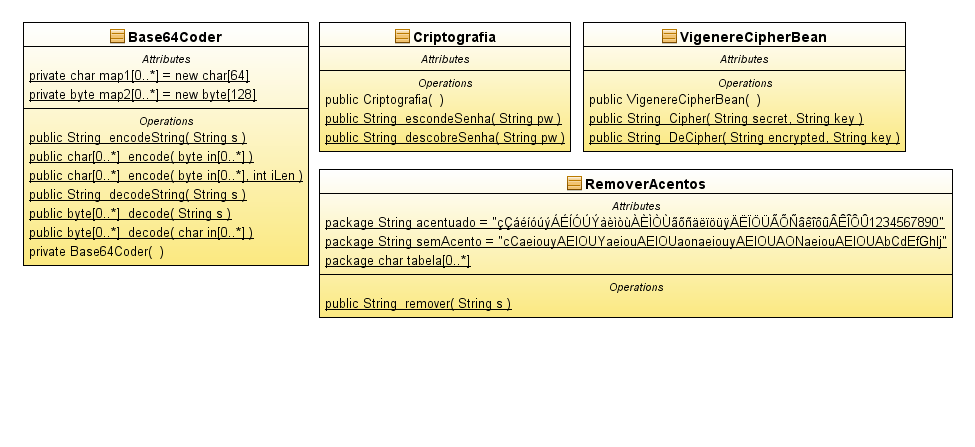 Base64Coder
Attributes
private char map1[0..*] = new char[64]
private byte map2[0..*] = new byte[128]
Operations
public String encodeString( String s )
public char[0..*] encode( byte in[0..*] )
public char[0..*] encode( byte in[0..*], int iLen )
public String decodeString( String s )
public byte[0..*] decode( String s )
public byte[0..*] decode( char in[0..*] )
private Base64Coder( )
Criptografia
Attributes
Operations
public Criptografia( )
public String escondeSenha( String pw )
public String descobreSenha( String pw )
VigenereCipherBean
Attributes
Operations
public VigenereCipherBean( )
public String Cipher( String secret, String key )
public String DeCipher( String encrypted, String key )
RemoverAcentos
Attributes
package String acentuado = "çÇáéíóúýÁÉÍÓÚÝàèìòùÀÈÌÒÙãõñäëïöüÿÄËÏÖÜÃÕÑâêîôûÂÊÎÔÛ1234567890"
package String semAcento = "cCaeiouyAEIOUYaeiouAEIOUaonaeiouyAEIOUAONaeiouAEIOUAbCdEfGhIj"
package char tabela[0..*]
Operations
public String remover( String s )